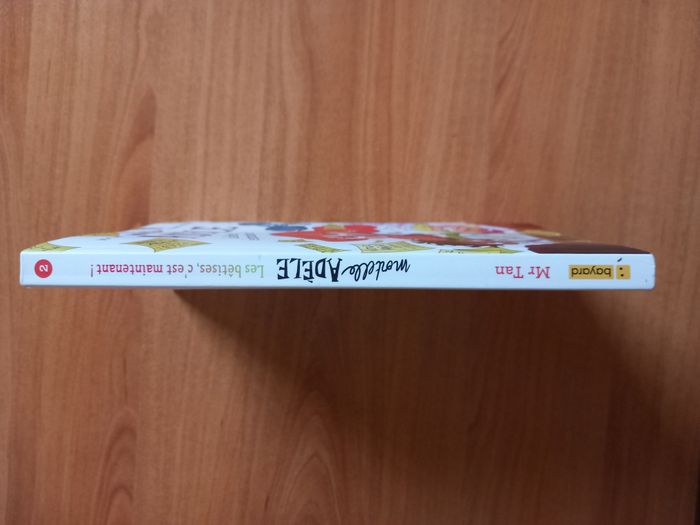 bayard
Mr Tan
mortelle ADÈLE
Les bêtises, c'est maintenant !
2